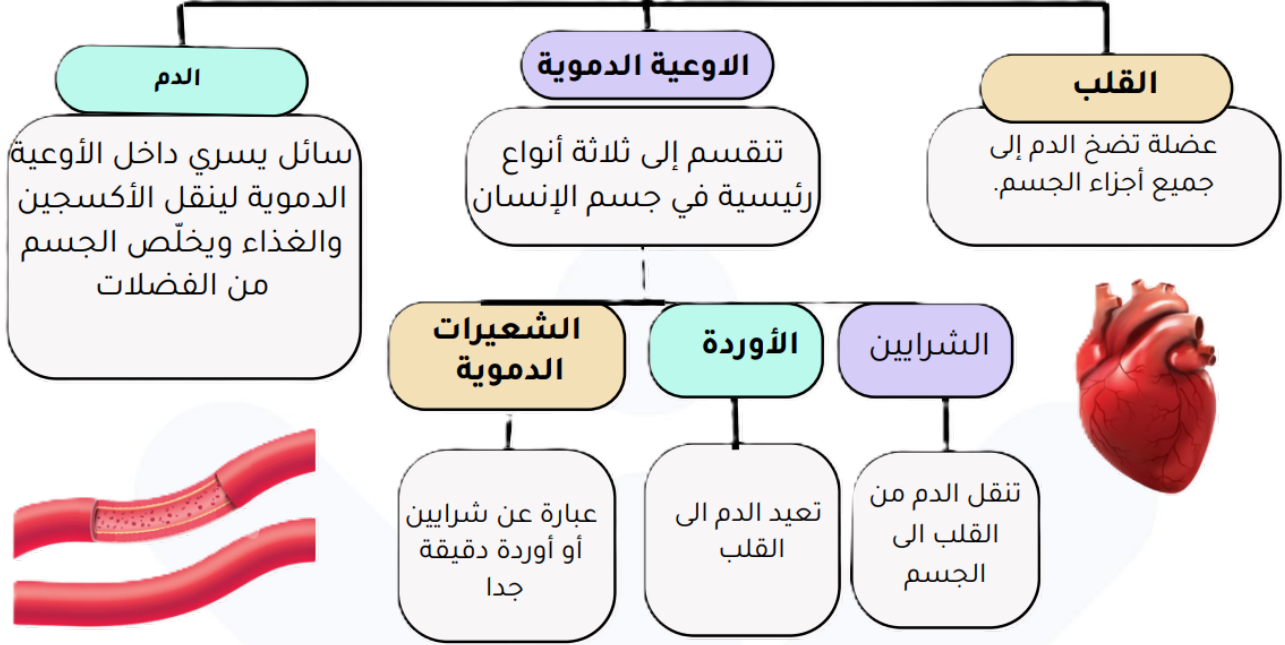 القلب
عضلة تضخ الدم إلى
جميع أجزاء الجسم.
الاوعية الدموية
تنقسم إلى ثلاثة أنواع
رئيسية في جسم الإنسان
الدم
سائل يسري داخل الأوعية
الدموية لينقل الأكسجين
والغذاء ويخلّص الجسم
من الفضلات
الشرايين
تنقل الدم من
القلب الى
الجسم
الأوردة
تعيد الدم الى
القلب
الشعيرات
الدموية
عبارة عن شرايين
أو أوردة دقيقة
جدا